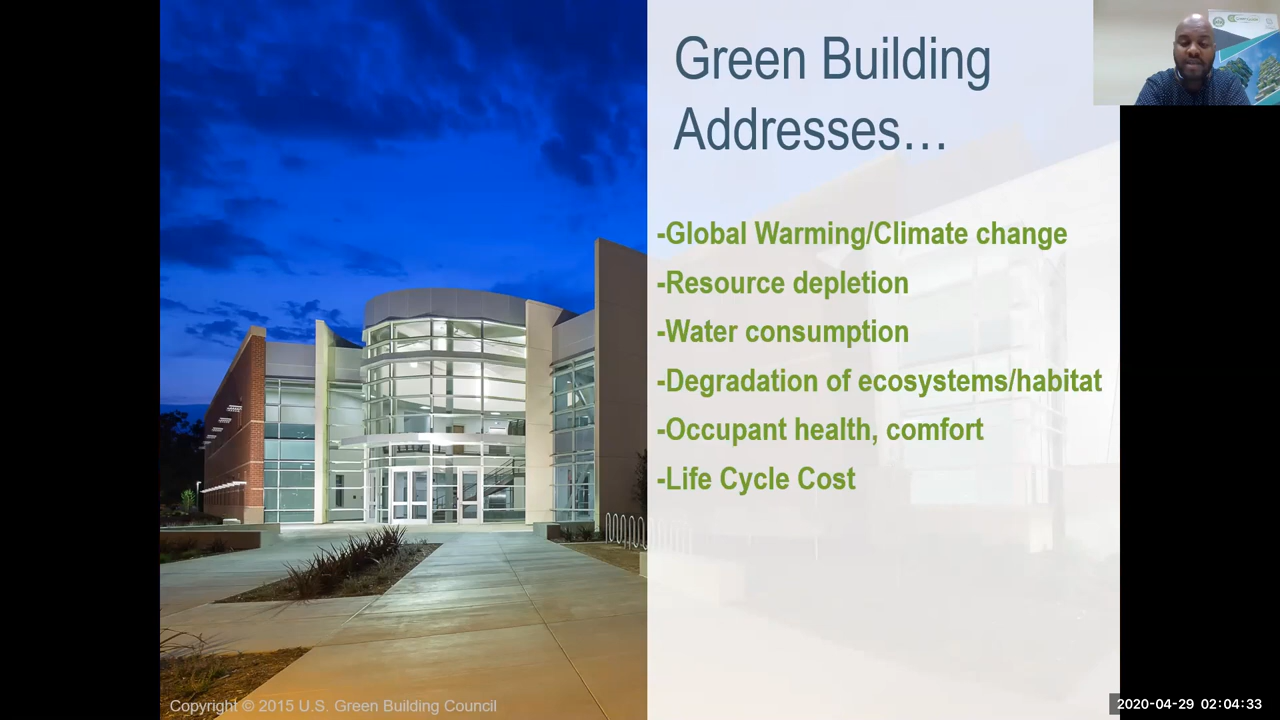 Green Building
Addresses…
-Global Warming/Climate change
-Resource depletion
-Water consumption
-Degradation of ecosystems/habitat
-Occupant health, comfort
-Life Cycle Cost
Copyright © 2015 U.S. Green Building Council
2020-04-29 02:04:33